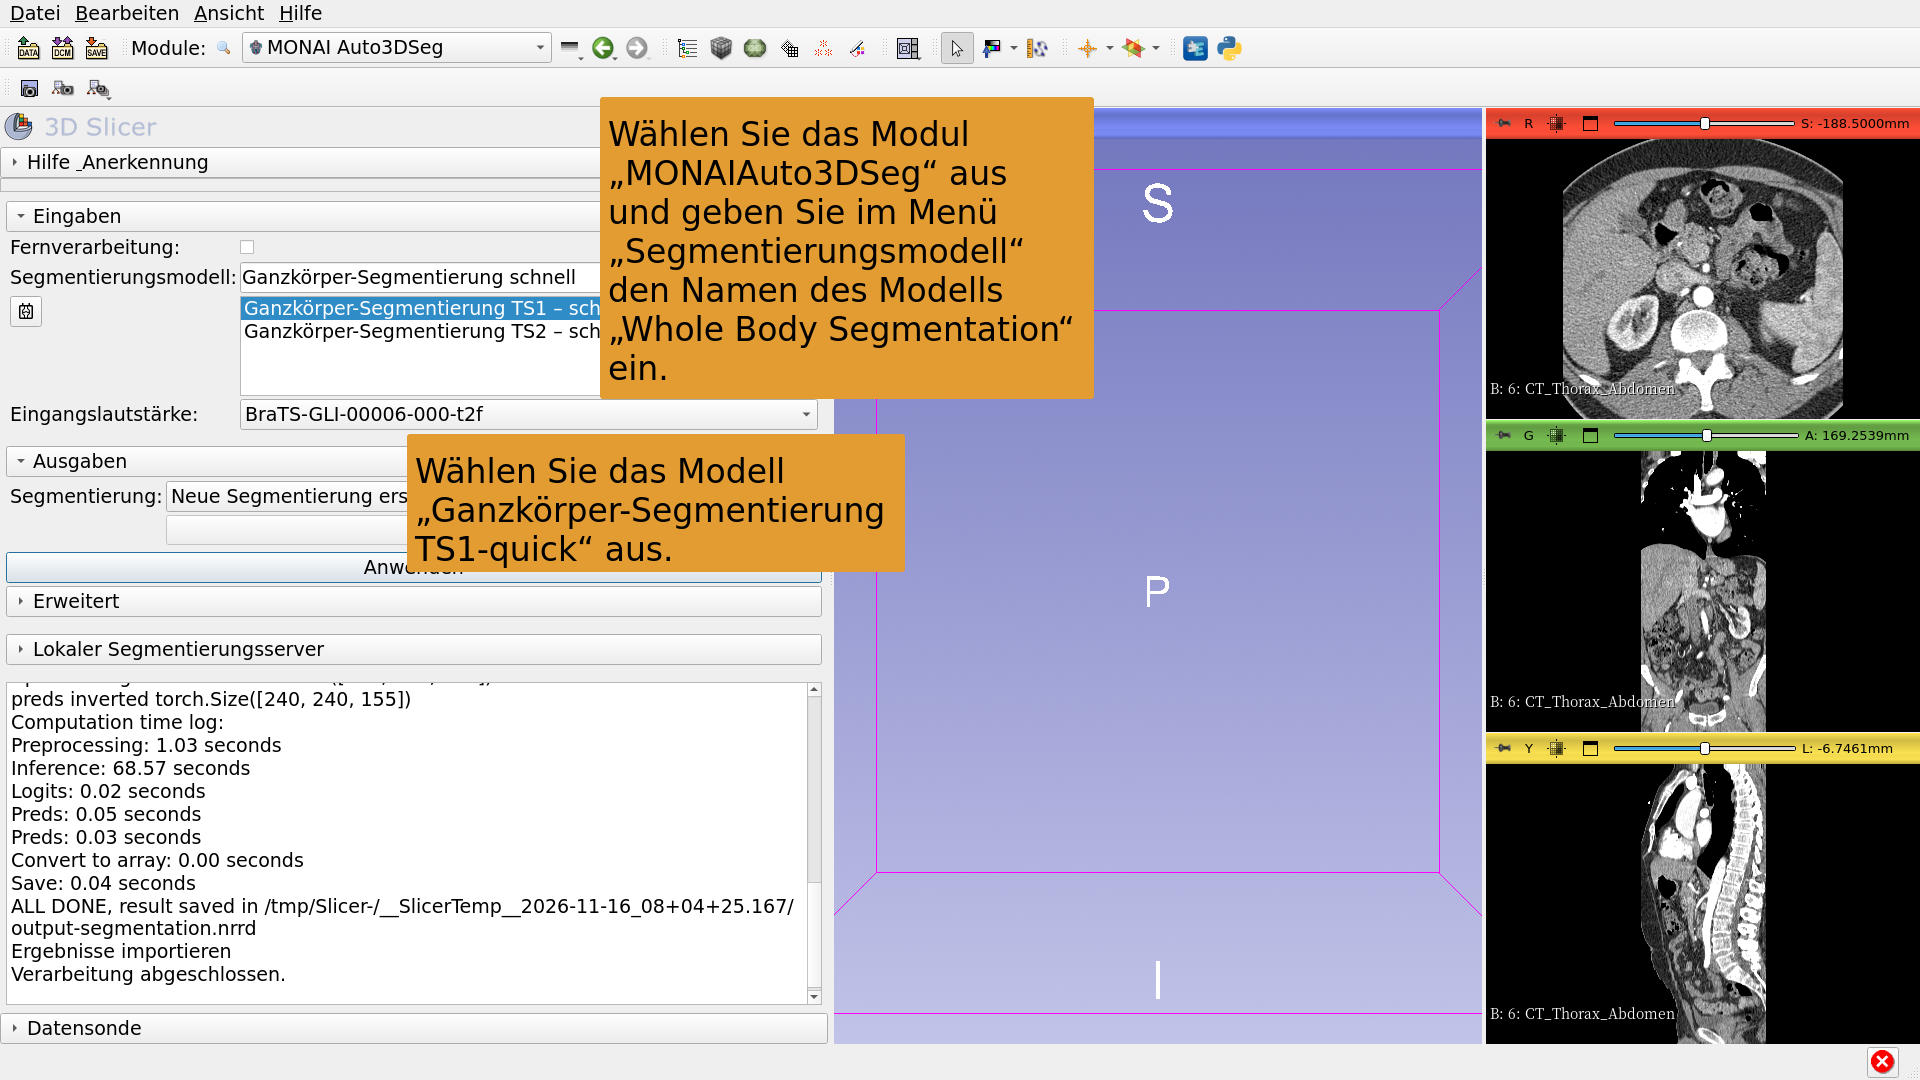 Datei Bearbeiten Ansicht Hilfe
DATA DCM SAVE Module: MONAI Auto3DSeg
3D Slicer
Hilfe _Anerkennung
Eingaben
Fernverarbeitung:
Segmentierungsmodell: Ganzkörper-Segmentierung schnell
Ganzkörper-Segmentierung TS1 – sch
Ganzkörper-Segmentierung TS2 – sch
Eingangslautstärke: BraTS-GLI-00006-000-t2f
Ausgaben
Segmentierung: Neue Segmentierung ers
Anwenden
Erweitert
Lokaler Segmentierungsserver
preds inverted torch.Size([240, 240, 155])
Computation time log:
Preprocessing: 1.03 seconds
Inference: 68.57 seconds
Logits: 0.02 seconds
Preds: 0.05 seconds
Preds: 0.03 seconds
Convert to array: 0.00 seconds
Save: 0.04 seconds
ALL DONE, result saved in /tmp/Slicer-/__SlicerTemp__2026-11-16_08+04+25.167/
output-segmentation.nrrd
Ergebnisse importieren
Verarbeitung abgeschlossen.
Datensonde
Wählen Sie das Modul
„MONAIAuto3DSeg“ aus
und geben Sie im Menü
„Segmentierungsmodell“
den Namen des Modells
„Whole Body Segmentation“
ein.
Wählen Sie das Modell
„Ganzkörper-Segmentierung
TS1-quick“ aus.
S
P
I
R S: -188.5000mm
B: 6: CT_Thorax_Abdomen
G A: 169.2539mm
B: 6: CT_Thorax_Abdomen
Y L: -6.7461mm
B: 6: CT_Thorax_Abdomen